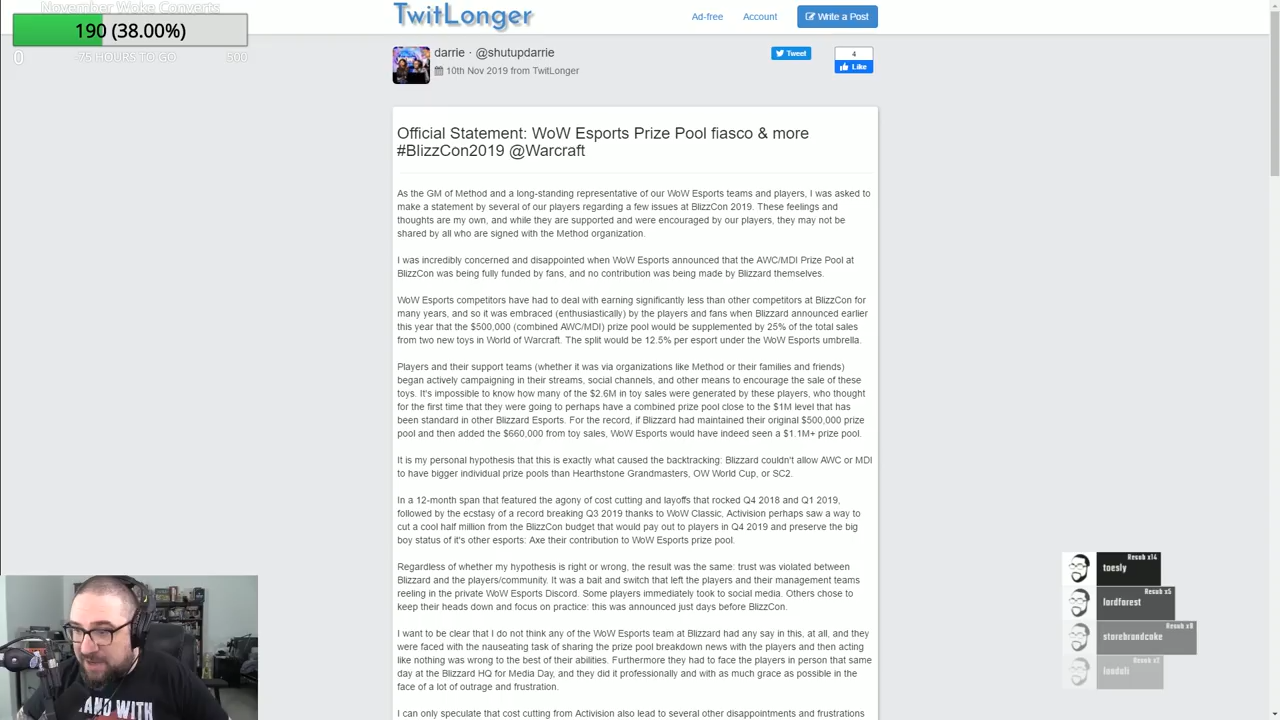 November Woke Converts
190 (38.00%)
0 75 HOURS TO GO 500
TwitLonger
Ad-free Account Write a Post
darrie · @shutupdarrie
10th Nov 2019 from TwitLonger
Tweet
4
Like
Official Statement: WoW Esports Prize Pool fiasco & more
#BlizzCon2019 @Warcraft
As the GM of Method and a long-standing representative of our WoW Esports teams and players, I was asked to
make a statement by several of our players regarding a few issues at BlizzCon 2019. These feelings and
thoughts are my own, and while they are supported and were encouraged by our players, they may not be
shared by all who are signed with the Method organization.
I was incredibly concerned and disappointed when WoW Esports announced that the AWC/MDI Prize Pool at
BlizzCon was being fully funded by fans, and no contribution was being made by Blizzard themselves.
WoW Esports competitors have had to deal with earning significantly less than other competitors at BlizzCon for
many years, and so it was embraced (enthusiastically) by the players and fans when Blizzard announced earlier
this year that the $500,000 (combined AWC/MDI) prize pool would be supplemented by 25% of the total sales
from two new toys in World of Warcraft. The split would be 12.5% per esport under the WoW Esports umbrella.
Players and their support teams (whether it was via organizations like Method or their families and friends)
began actively campaigning in their streams, social channels, and other means to encourage the sale of these
toys. It's impossible to know how many of the $2.6M in toy sales were generated by these players, who thought
for the first time that they were going to perhaps have a combined prize pool close to the $1M level that has
been standard in other Blizzard Esports. For the record, if Blizzard had maintained their original $500,000 prize
pool and then added the $660,000 from toy sales, WoW Esports would have indeed seen a $1.1M+ prize pool.
It is my personal hypothesis that this is exactly what caused the backtracking: Blizzard couldn't allow AWC or MDI
to have bigger individual prize pools than Hearthstone Grandmasters, OW World Cup, or SC2.
In a 12-month span that featured the agony of cost cutting and layoffs that rocked Q4 2018 and Q1 2019,
followed by the ecstasy of a record breaking Q3 2019 thanks to WoW Classic, Activision perhaps saw a way to
cut a cool half million from the BlizzCon budget that would pay out to players in Q4 2019 and preserve the big
boy status of it's other esports: Axe their contribution to WoW Esports prize pool.
Regardless of whether my hypothesis is right or wrong, the result was the same: trust was violated between
Blizzard and the players/community. It was a bait and switch that left the players and their management teams
reeling in the private WoW Esports Discord. Some players immediately took to social media. Others chose to
keep their heads down and focus on practice: this was announced just days before BlizzCon.
I want to be clear that I do not think any of the WoW Esports team at Blizzard had any say in this, at all, and they
were faced with the nauseating task of sharing the prize pool breakdown news with the players and then acting
like nothing was wrong to the best of their abilities. Furthermore they had to face the players in person that same
day at the Blizzard HQ for Media Day, and they did it professionally and with as much grace as possible in the
face of a lot of outrage and frustration.
I can only speculate that cost cutting from Activision also lead to several other disappointments and frustrations
Resub x14
toesly
Resub x5
lordforest
Resub x8
storebrandcoke
AND WITH